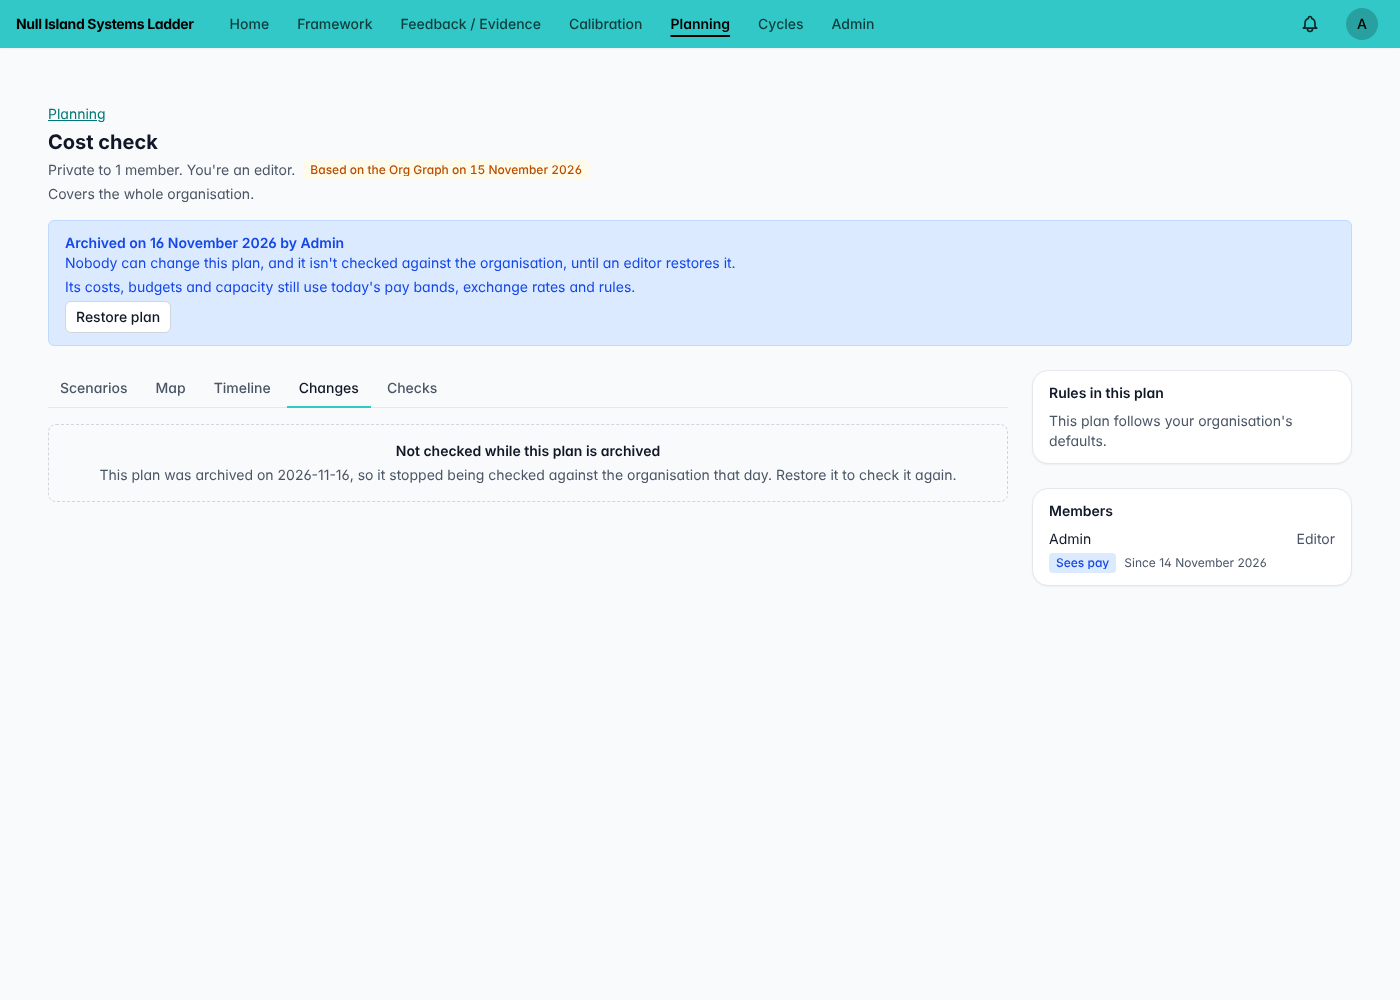 Null Island Systems Ladder
Home
Framework
Feedback / Evidence
Calibration
Planning
Cycles
Admin
A
Planning
Cost check
Private to 1 member. You're an editor.
Based on the Org Graph on 15 November 2026
Covers the whole organisation.
Archived on 16 November 2026 by Admin
Nobody can change this plan, and it isn't checked against the organisation, until an editor restores it.
Its costs, budgets and capacity still use today's pay bands, exchange rates and rules.
Restore plan
Scenarios
Map
Timeline
Changes
Checks
Not checked while this plan is archived
This plan was archived on 2026-11-16, so it stopped being checked against the organisation that day. Restore it to check it again.
Rules in this plan
This plan follows your organisation's
defaults.
Members
Admin
Editor
Sees pay
Since 14 November 2026